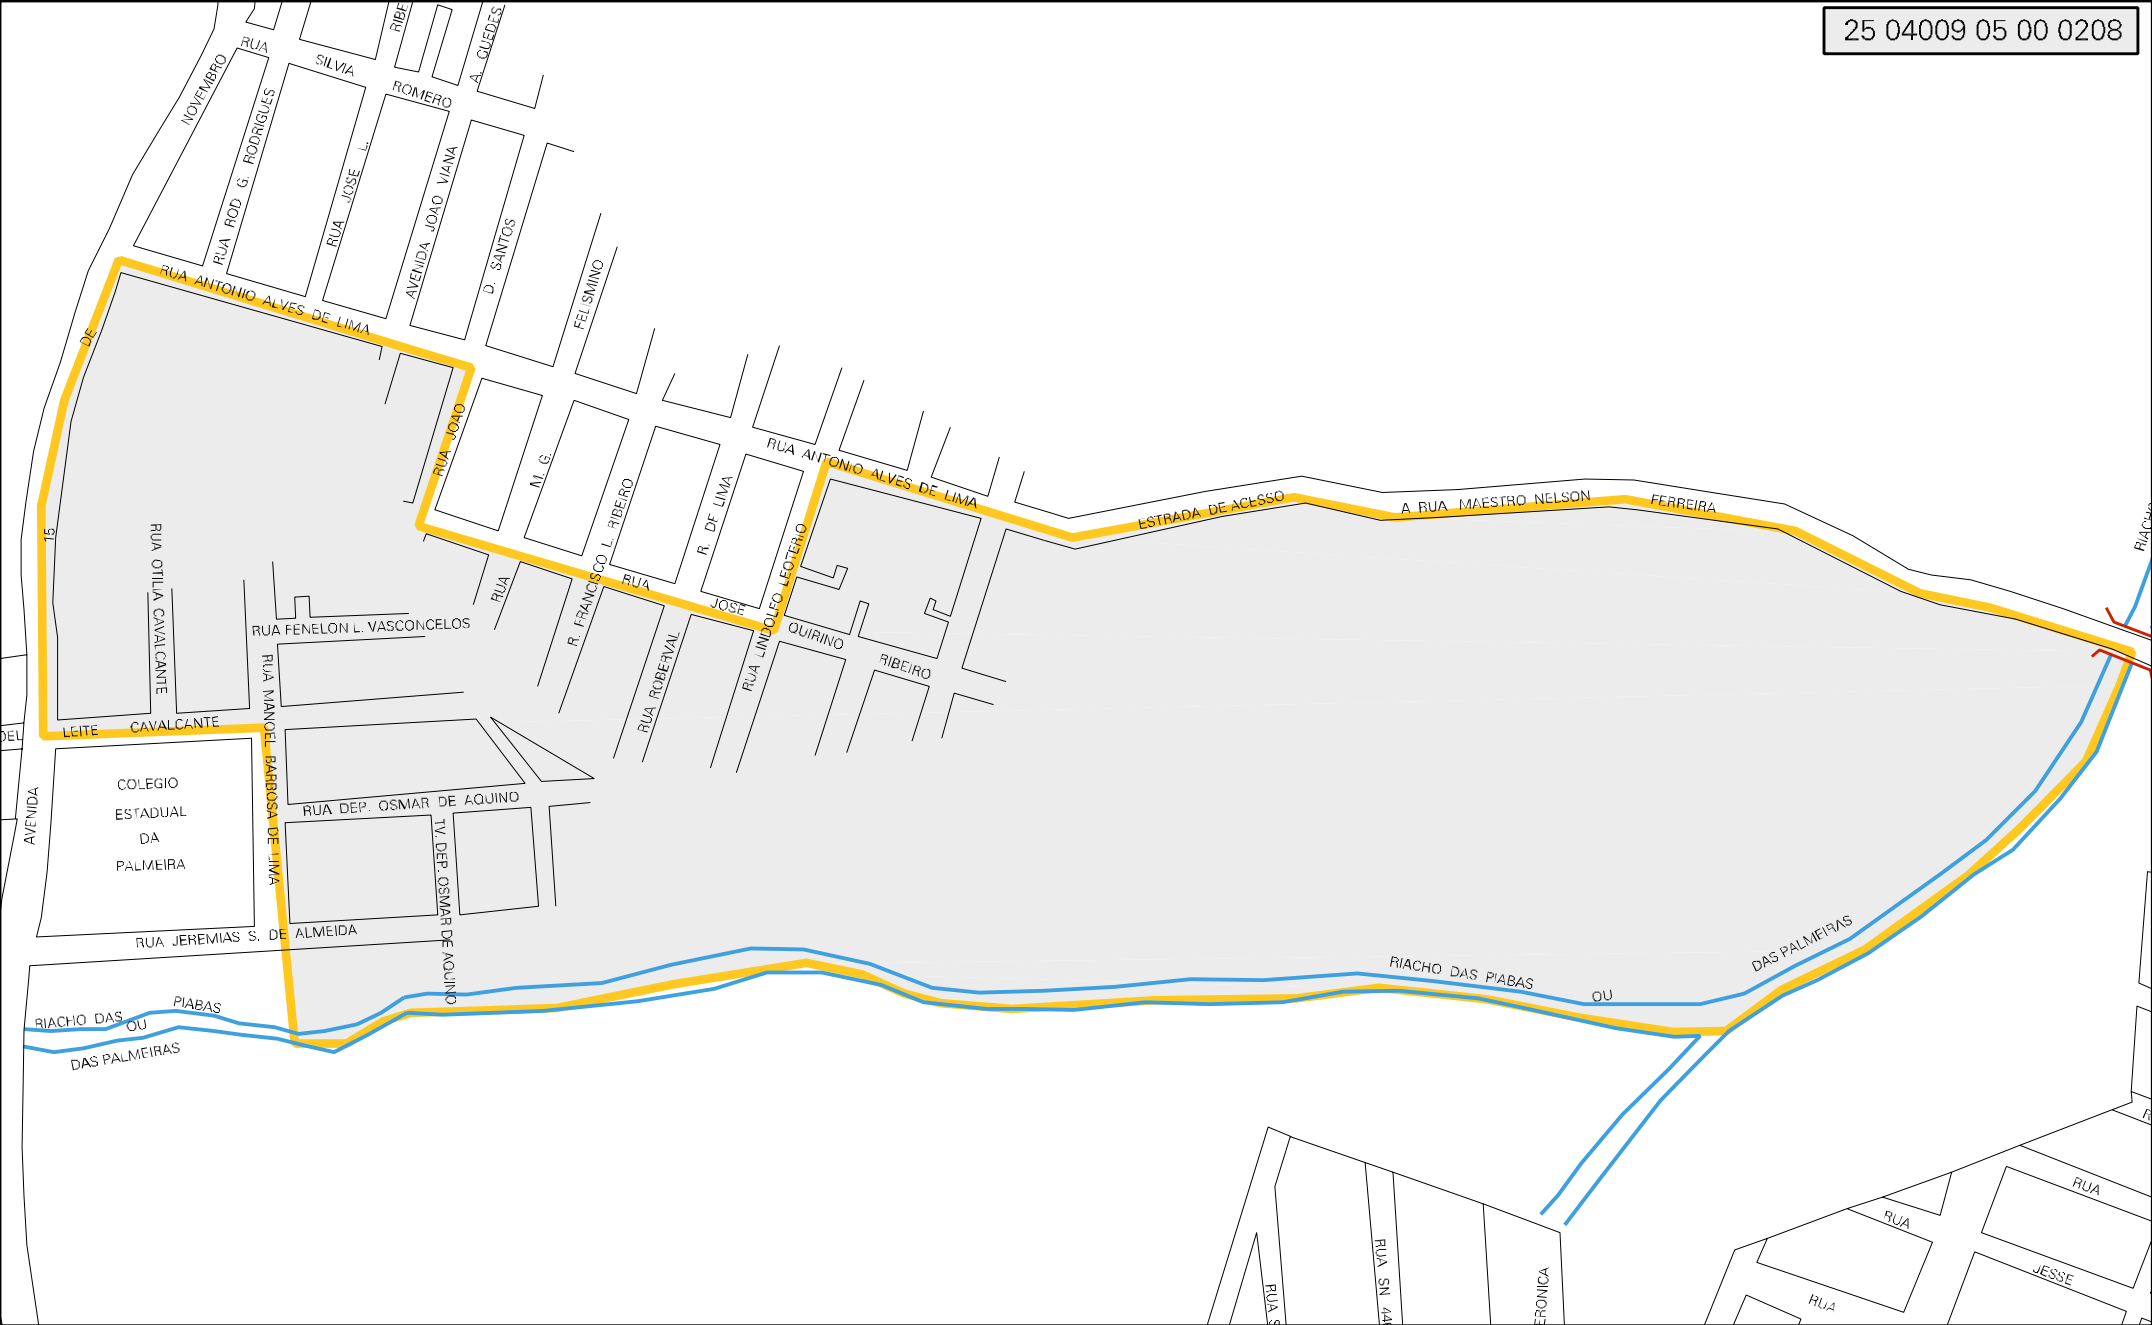 25 04009 05 00 0208
RUA SILVIA ROMERO
A. GUEDES
NOVEMBRO
RUA ROD G. RODRIGUES
RUA JOSE L.
AVENIDA JOAO VIANA
D. SANTOS
FELISMINO
RUA ANTONIO ALVES DE LIMA
DE
RUA JOAO
M. G.
R. FRANCISCO L. RIBEIRO
R. DE LIMA
RUA ANTONIO ALVES DE LIMA
ESTRADA DE ACESSO A RUA MAESTRO NELSON FERREIRA
15
RUA OTILIA CAVALCANTE
RUA
RUA JOSE QUIRINO RIBEIRO
RUA LINDOLFO LEOTERIO
RUA ROBERVAL
RUA FENELON L. VASCONCELOS
RUA MANOEL BARBOSA DE LIMA
LEITE CAVALCANTE
COLEGIO
ESTADUAL
DA
PALMEIRA
AVENIDA
RUA DEP. OSMAR DE AQUINO
TV. DEP. OSMAR DE AQUINO
RUA JEREMIAS S. DE ALMEIDA
RIACHO DAS PIABAS
OU
DAS PALMEIRAS
RIACHO DAS PIABAS OU DAS PALMEIRAS
RUA
RUA
JESSE
RUA
RUA SN